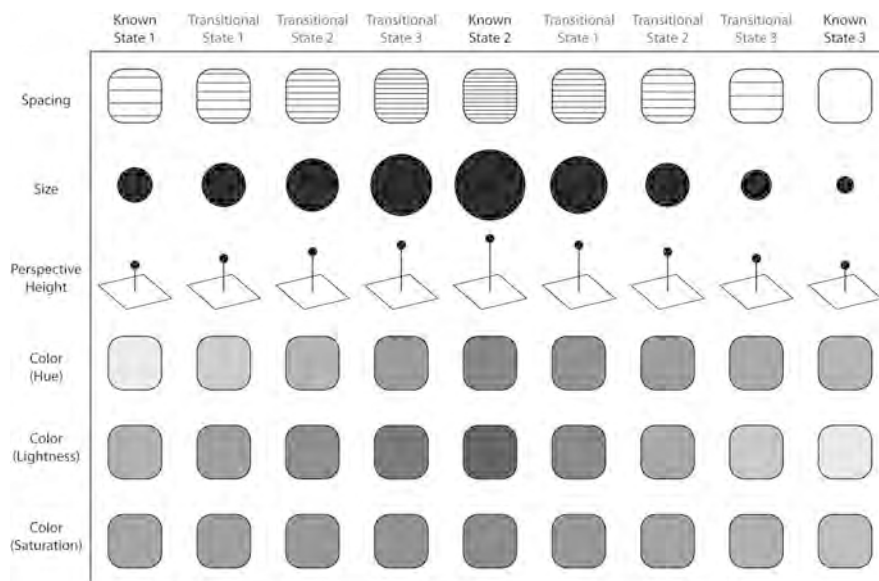 Known Transitional Transitional Transitional Known Transitional Transitional Transitional Known
State 1 State 1 State 2 State 3 State 2 State 1 State 2 State 3 State 3
Spacing
Size
Perspective
Height
Color
(Hue)
Color
(Lightness)
Color
(Saturation)